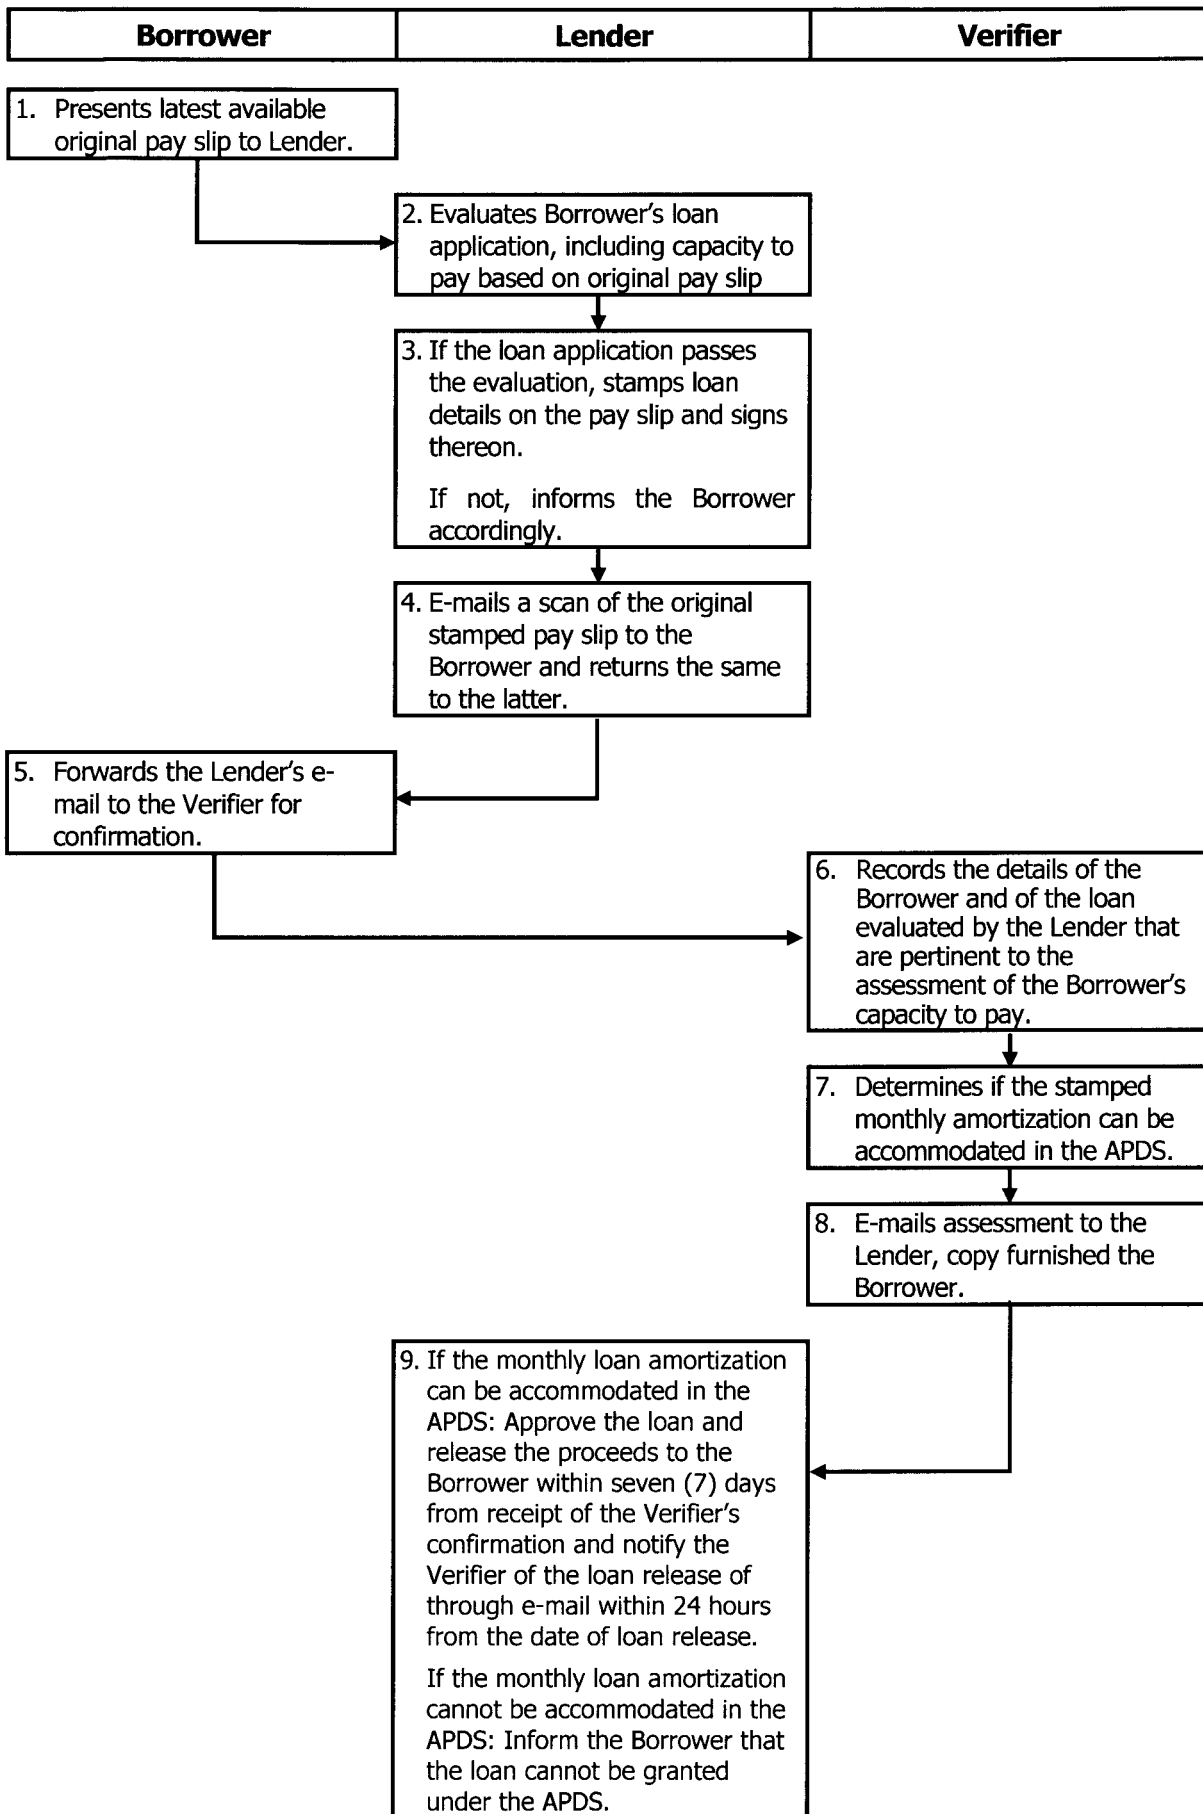 Borrower
Lender
Verifier
1. Presents latest available
original pay slip to Lender.
2. Evaluates Borrower's loan
application, including capacity to
pay based on original pay slip
3. If the loan application passes
the evaluation, stamps loan
details on the pay slip and signs
thereon.
If not, informs the Borrower
accordingly.
4. E-mails a scan of the original
stamped pay slip to the
Borrower and returns the same
to the latter.
5. Forwards the Lender's e-
mail to the Verifier for
confirmation.
6. Records the details of the
Borrower and of the loan
evaluated by the Lender that
are pertinent to the
assessment of the Borrower's
capacity to pay.
7. Determines if the stamped
monthly amortization can be
accommodated in the APDS.
8. E-mails assessment to the
Lender, copy furnished the
Borrower.
9. If the monthly loan amortization
can be accommodated in the
APDS: Approve the loan and
release the proceeds to the
Borrower within seven (7) days
from receipt of the Verifier's
confirmation and notify the
Verifier of the loan release of
through e-mail within 24 hours
from the date of loan release.
If the monthly loan amortization
cannot be accommodated in the
APDS: Inform the Borrower that
the loan cannot be granted
under the APDS.